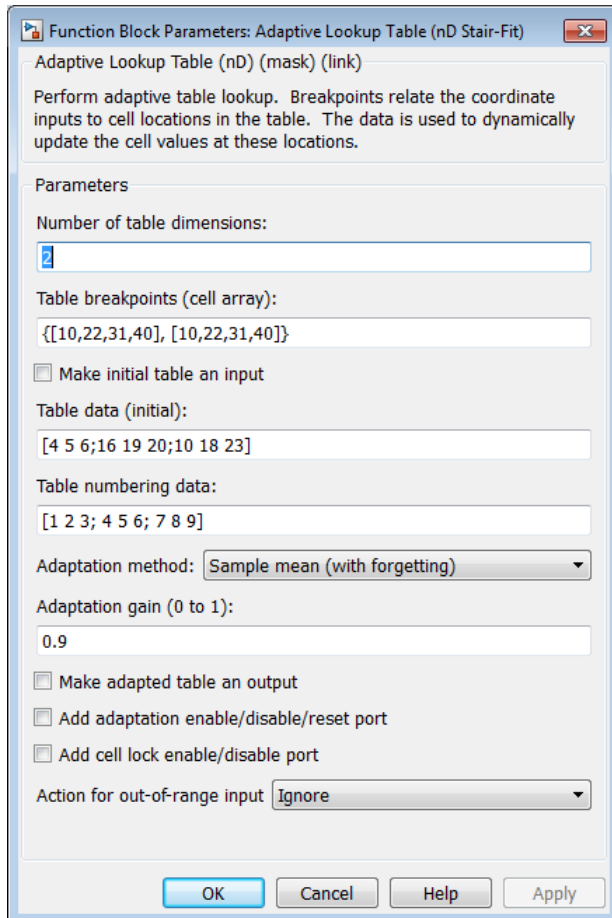 Function Block Parameters: Adaptive Lookup Table (nD Stair-Fit)
Adaptive Lookup Table (nD) (mask) (link)
Perform adaptive table lookup.  Breakpoints relate the coordinate
inputs to cell locations in the table.  The data is used to dynamically
update the cell values at these locations.
Parameters
Number of table dimensions:
2
Table breakpoints (cell array):
{[10,22,31,40], [10,22,31,40]}
Make initial table an input
Table data (initial):
[4 5 6;16 19 20;10 18 23]
Table numbering data:
[1 2 3; 4 5 6; 7 8 9]
Adaptation method: Sample mean (with forgetting)
Adaptation gain (0 to 1):
0.9
Make adapted table an output
Add adaptation enable/disable/reset port
Add cell lock enable/disable port
Action for out-of-range input Ignore
OK Cancel Help Apply